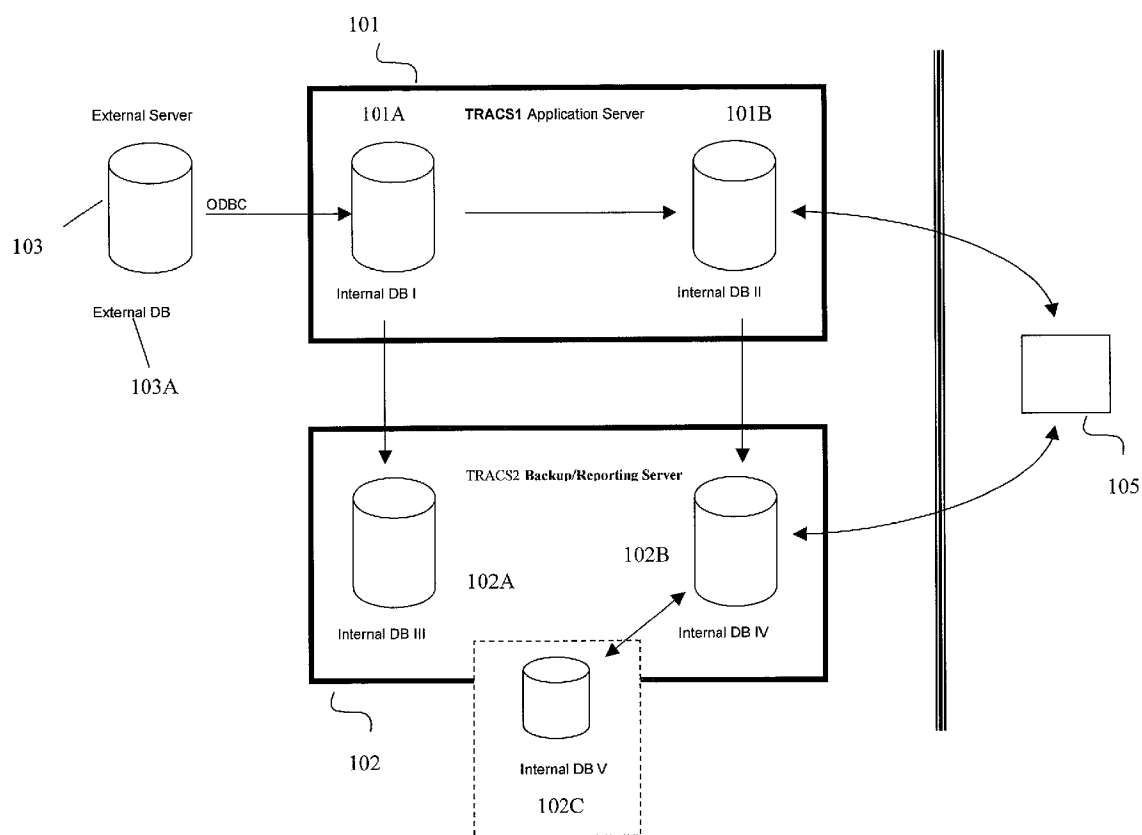 101
External Server
101A
TRACS1 Application Server
101B
ODBC
103
Internal DB I
Internal DB II
External DB
103A
TRACS2 Backup/Reporting Server
105
102B
102A
Internal DB III
Internal DB IV
102
Internal DB V
102C